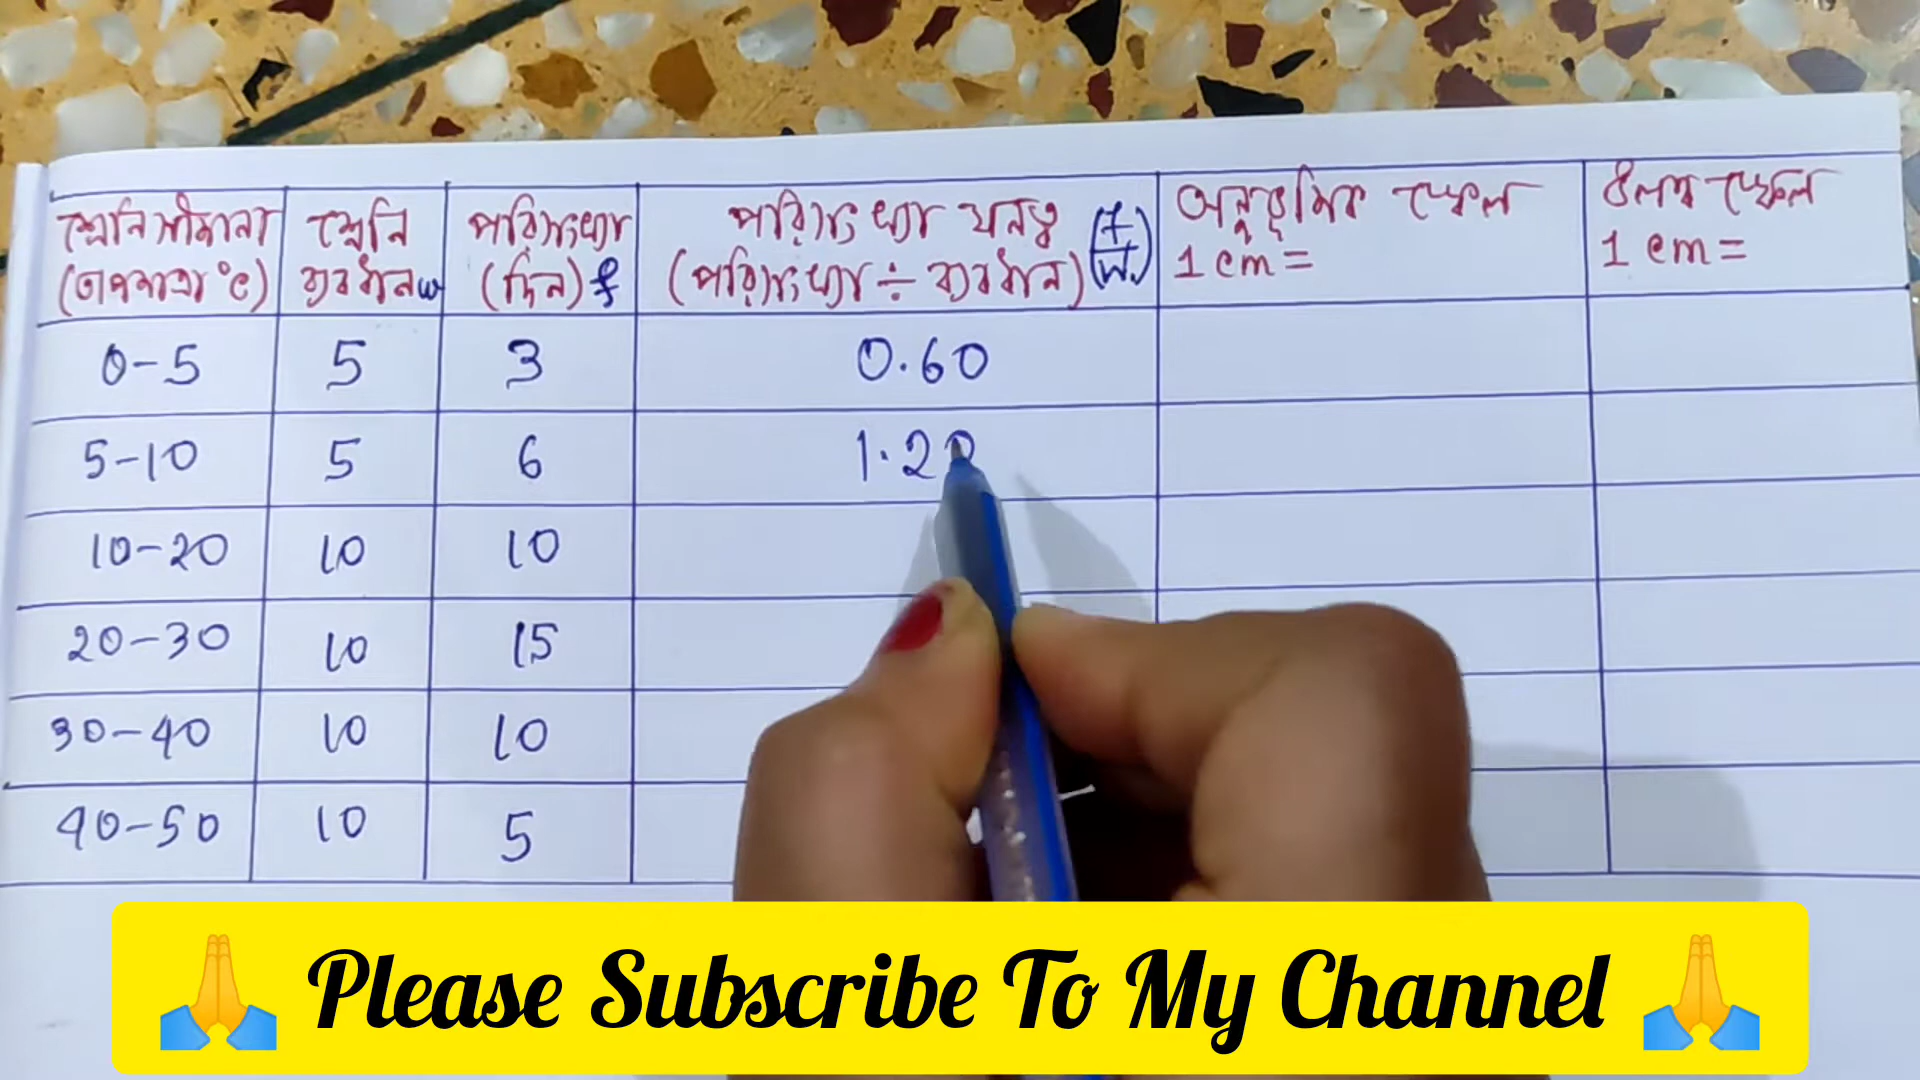 শ্রেনি সীমানা শ্রেনি পরিসংখ্যা পরিসংখ্যা ঘনত্ব (f/w.) অনুভূমিক স্কেল উলম্ব স্কেল
(তাপমাত্রা °c) ব্যবধান w (দিন) f (পরিসংখ্যা ÷ ব্যবধান) 1 cm = 1 cm =
0-5 5 3 0.60
5-10 5 6 1.20
10-20 10 10
20-30 10 15
30-40 10 10
40-50 10 5
🙏 Please Subscribe To My Channel 🙏